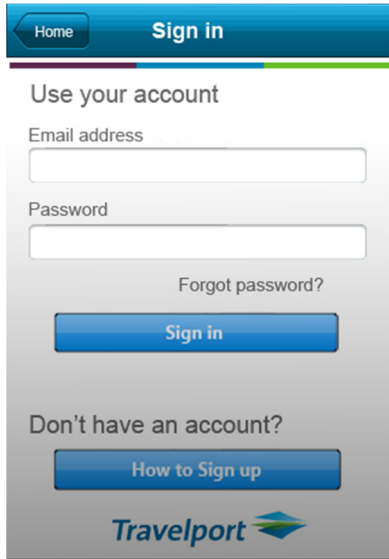 Home
Sign in
Use your account
Email address
Password
Forgot password?
Sign in
Don't have an account?
How to Sign up
Travelport